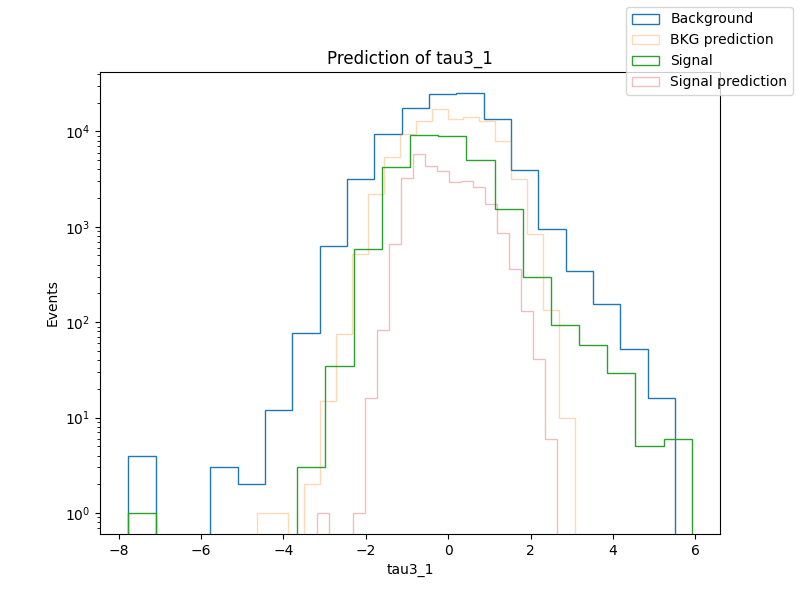 Prediction of tau3_1
Background
BKG prediction
Signal
Signal prediction
Events
10^4
10^3
10^2
10^1
10^0
−8 −6 −4 −2 0 2 4 6
tau3_1